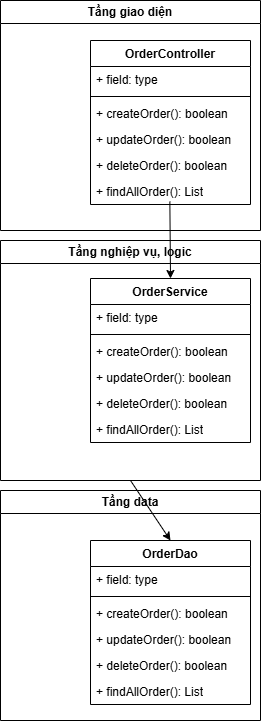 Tầng giao diện
OrderController
+ field: type
+ createOrder(): boolean
+ updateOrder(): boolean
+ deleteOrder(): boolean
+ findAllOrder(): List
Tầng nghiệp vụ, logic
OrderService
+ field: type
+ createOrder(): boolean
+ updateOrder(): boolean
+ deleteOrder(): boolean
+ findAllOrder(): List
Tầng data
OrderDao
+ field: type
+ createOrder(): boolean
+ updateOrder(): boolean
+ deleteOrder(): boolean
+ findAllOrder(): List